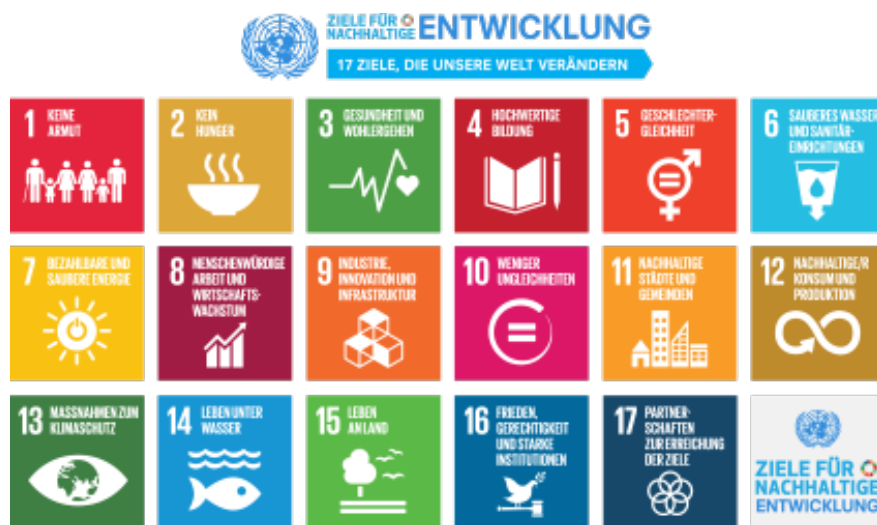 ZIELE FÜR
NACHHALTIGE ENTWICKLUNG
17 ZIELE, DIE UNSERE WELT VERÄNDERN
1 KEINE
ARMUT
2 KEIN
HUNGER
3 GESUNDHEIT UND
WOHLERGEHEN
4 HOCHWERTIGE
BILDUNG
5 GESCHLECHTER-
GLEICHHEIT
6 SAUBERES WASSER
UND SANITÄR-
EINRICHTUNGEN
7 BEZAHLBARE UND
SAUBERE ENERGIE
8 MENSCHENWÜRDIGE
ARBEIT UND
WIRTSCHAFTS-
WACHSTUM
9 INDUSTRIE,
INNOVATION UND
INFRASTRUKTUR
10 WENIGER
UNGLEICHHEITEN
11 NACHHALTIGE
STÄDTE UND
GEMEINDEN
12 NACHHALTIGE/R
KONSUM UND
PRODUKTION
13 MASSNAHMEN ZUM
KLIMASCHUTZ
14 LEBEN UNTER
WASSER
15 LEBEN
AN LAND
16 FRIEDEN,
GERECHTIGKEIT
UND STARKE
INSTITUTIONEN
17 PARTNER-
SCHAFTEN
ZUR ERREICHUNG
DER ZIELE
ZIELE FÜR
NACHHALTIGE
ENTWICKLUNG